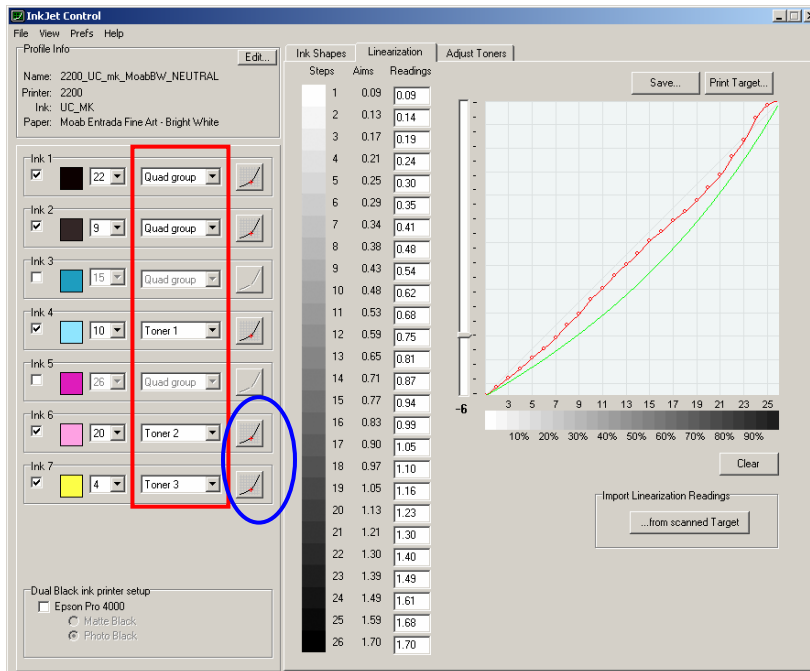 InkJet Control
File View Prefs Help
Profile Info
Edit...
Name: 2200_UC_mk_MoabBW_NEUTRAL
Printer: 2200
Ink: UC_MK
Paper: Moab Entrada Fine Art - Bright White
Ink 1
22 Quad group
Ink 2
9 Quad group
Ink 3
15 Quad group
Ink 4
10 Toner 1
Ink 5
26 Quad group
Ink 6
20 Toner 2
Ink 7
4 Toner 3
Dual Black ink printer setup
Epson Pro 4000
Matte Black
Photo Black
Ink Shapes Linearization Adjust Toners
Steps Aims Readings
1 0.09 0.09
2 0.13 0.14
3 0.17 0.19
4 0.21 0.24
5 0.25 0.30
6 0.29 0.35
7 0.34 0.41
8 0.38 0.48
9 0.43 0.54
10 0.48 0.62
11 0.53 0.68
12 0.59 0.75
13 0.65 0.81
14 0.71 0.87
15 0.77 0.94
16 0.83 0.99
17 0.90 1.05
18 0.97 1.10
19 1.05 1.16
20 1.13 1.23
21 1.21 1.30
22 1.30 1.40
23 1.39 1.49
24 1.49 1.61
25 1.59 1.68
26 1.70 1.70
Save... Print Target...
-6
3 5 7 9 11 13 15 17 19 21 23 25
10% 20% 30% 40% 50% 60% 70% 80% 90%
Clear
Import Linearization Readings
...from scanned Target